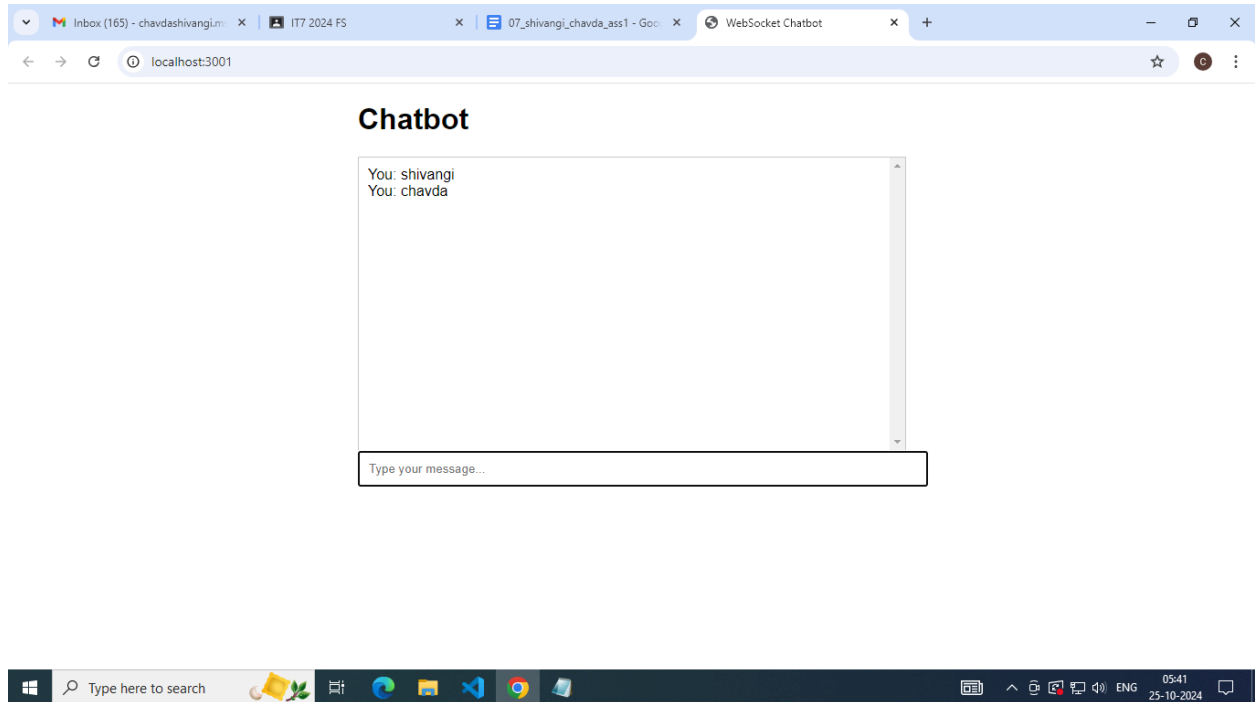 Inbox (165) - chavdashivangi.m
IT7 2024 FS
07_shivangi_chavda_ass1 - Goo
WebSocket Chatbot
localhost:3001
C
Chatbot
You: shivangi
You: chavda
Type your message...
Type here to search
ENG
05:41
25-10-2024